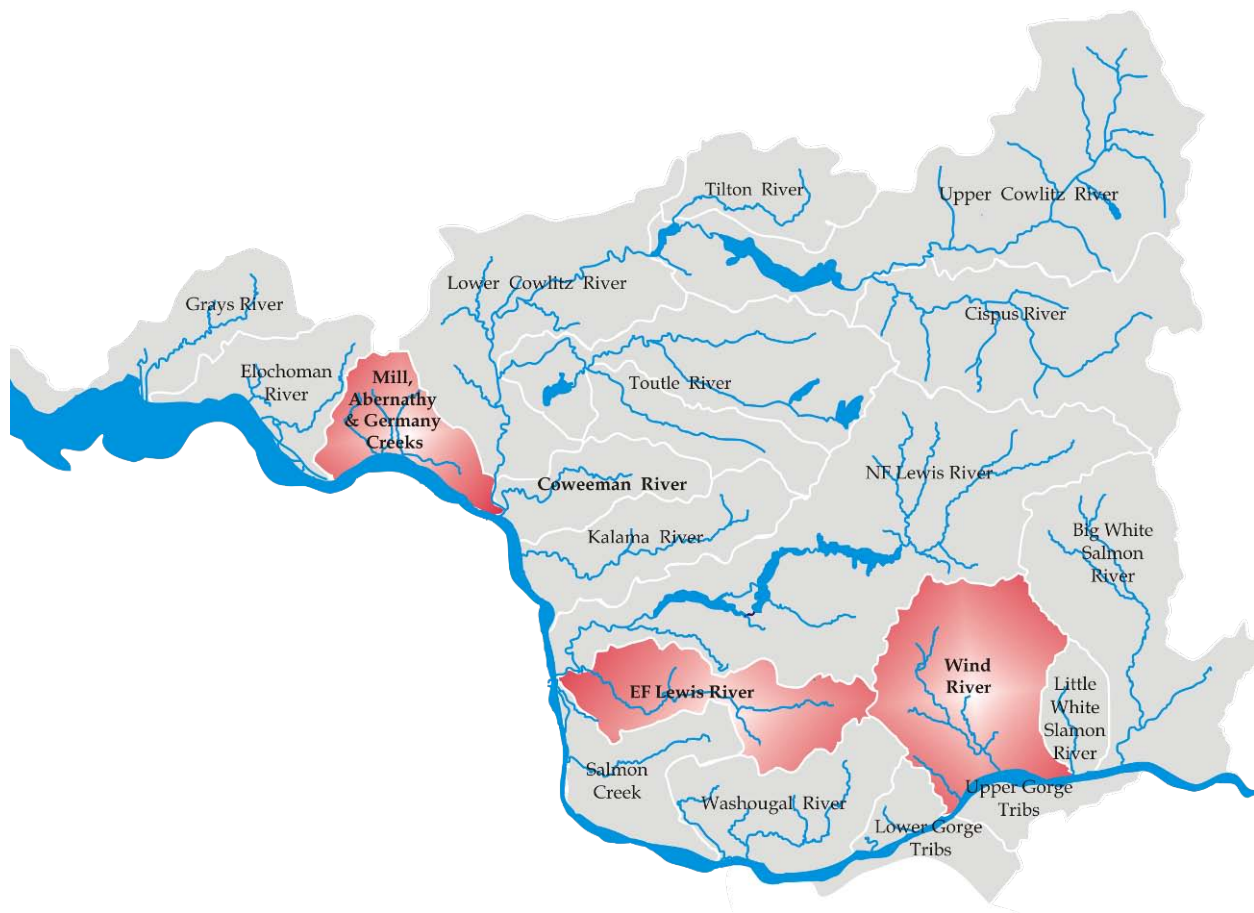 Tilton River
Upper Cowlitz River
Grays River
Lower Cowlitz River
Cispus River
Elochoman
River
Mill,
Abernathy
& Germany
Creeks
Toutle River
NF Lewis River
Coweeman River
Kalama River
Big White
Salmon
River
Wind
River
EF Lewis River
Little
White
Slamon
River
Salmon
Creek
Washougal River
Upper Gorge
Tribs
Lower Gorge
Tribs